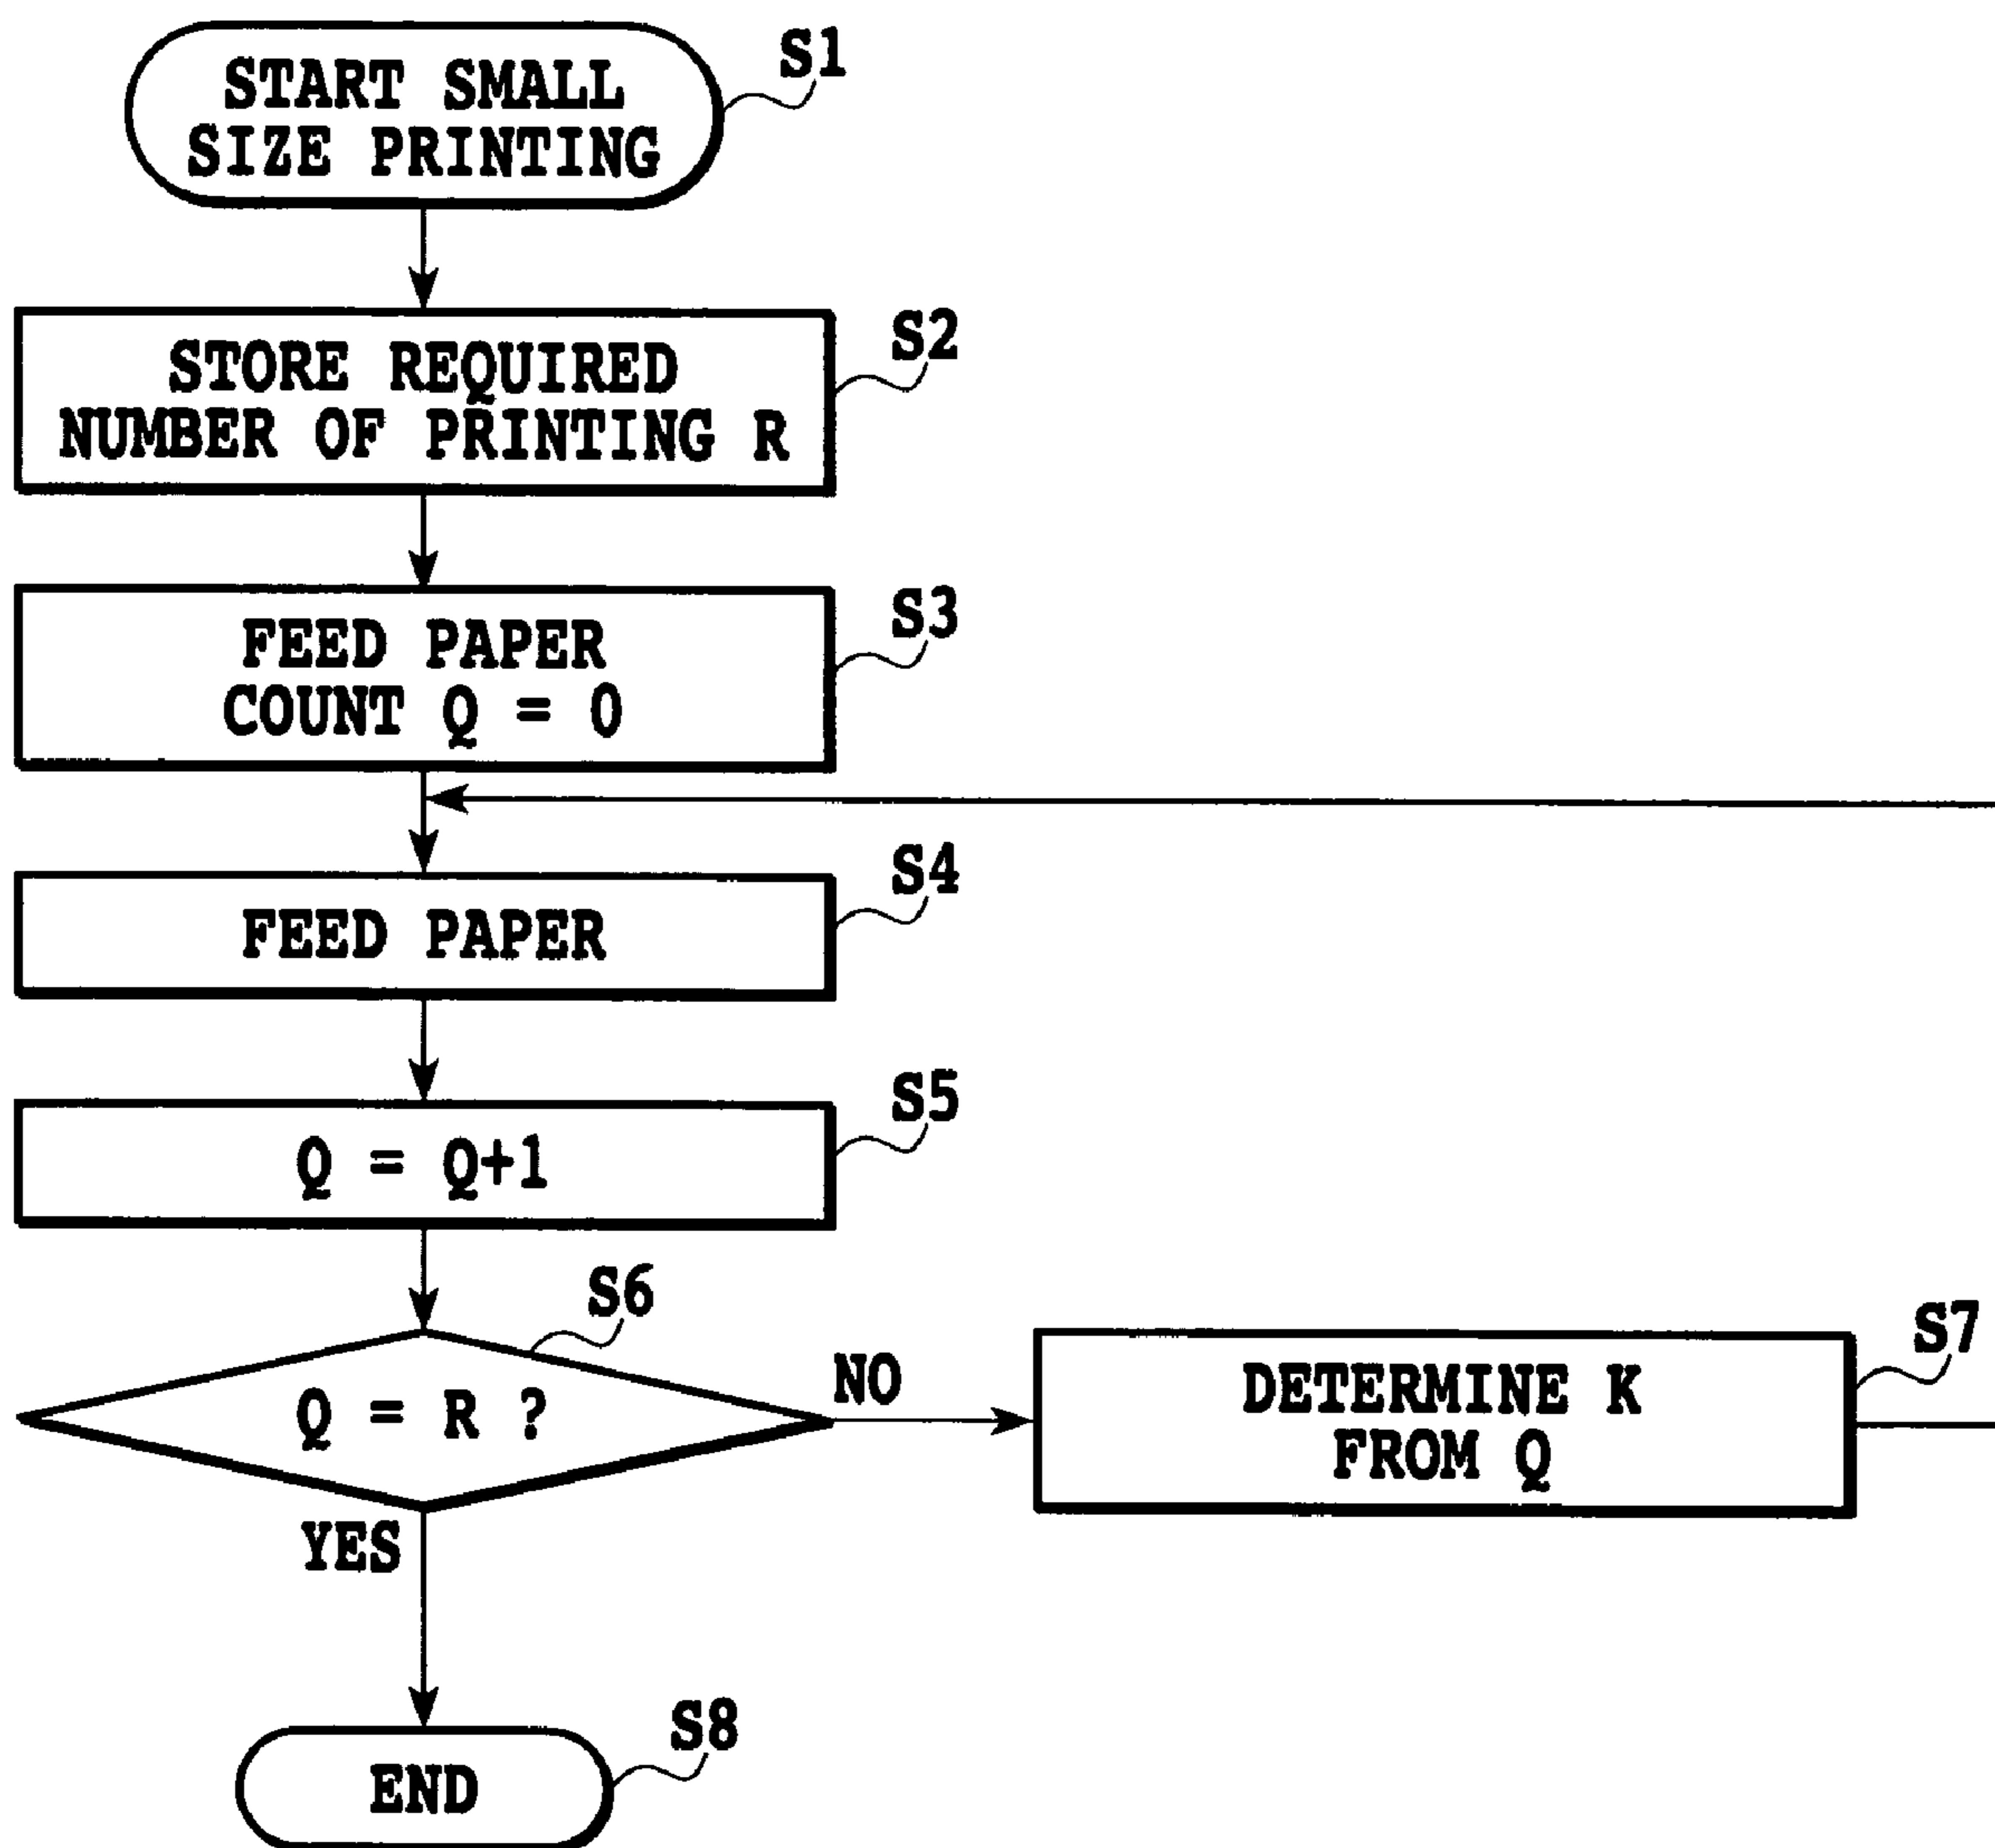 START SMALL
SIZE PRINTING
S1
STORE REQUIRED
NUMBER OF PRINTING R
S2
FEED PAPER
COUNT Q = 0
S3
FEED PAPER
S4
Q = Q+1
S5
Q = R ?
S6
NO
DETERMINE K
FROM Q
S7
YES
END
S8